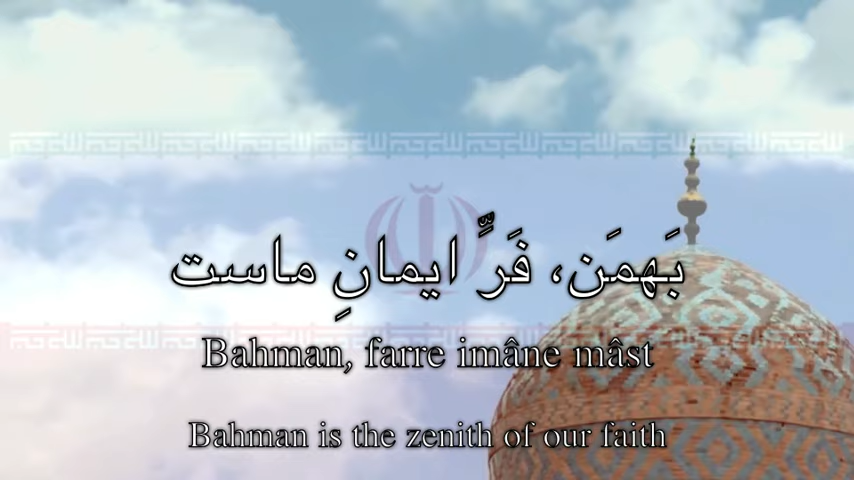 بَهمَن، فَرِّ ایمانِ ماست
Bahman, farre imâne mâst
Bahman is the zenith of our faith